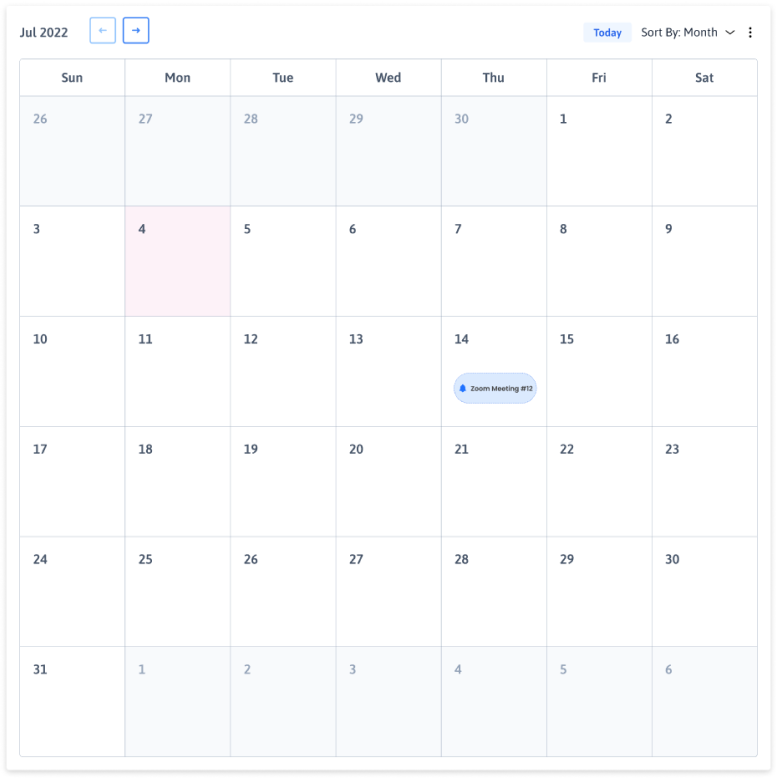 Jul 2022 ← → Today Sort By: Month
Sun Mon Tue Wed Thu Fri Sat
26 27 28 29 30 1 2
3 4 5 6 7 8 9
10 11 12 13 14 15 16
Zoom Meeting #12
17 18 19 20 21 22 23
24 25 26 27 28 29 30
31 1 2 3 4 5 6